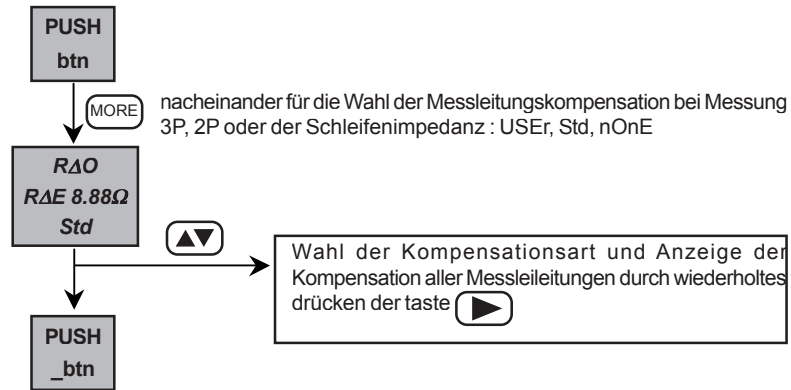 PUSH
btn
MORE
nacheinander für die Wahl der Messleitungskompensation bei Messung
3P, 2P oder der Schleifenimpedanz : USEr, Std, nOnE
RΔO
RΔE 8.88Ω
Std
▲▼
Wahl der Kompensationsart und Anzeige der
Kompensation aller Messleileitungen durch wiederholtes
drücken der taste ►
PUSH
_btn